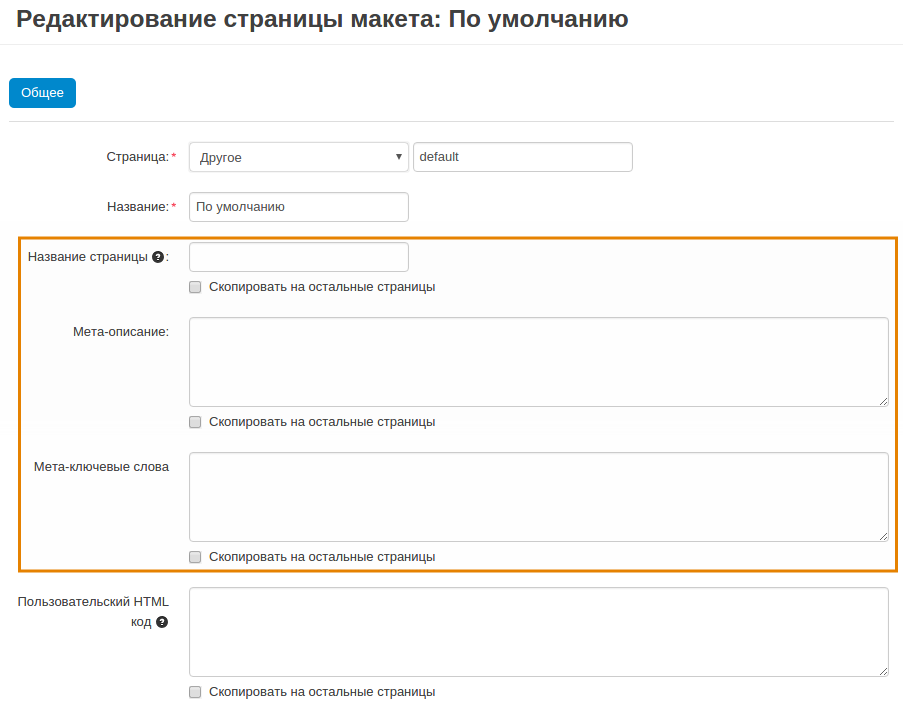 Редактирование страницы макета: По умолчанию
Общее
Страница:* Другое default
Название:* По умолчанию
Название страницы ?:
Скопировать на остальные страницы
Мета-описание:
Скопировать на остальные страницы
Мета-ключевые слова
Скопировать на остальные страницы
Пользовательский HTML
код ?
Скопировать на остальные страницы